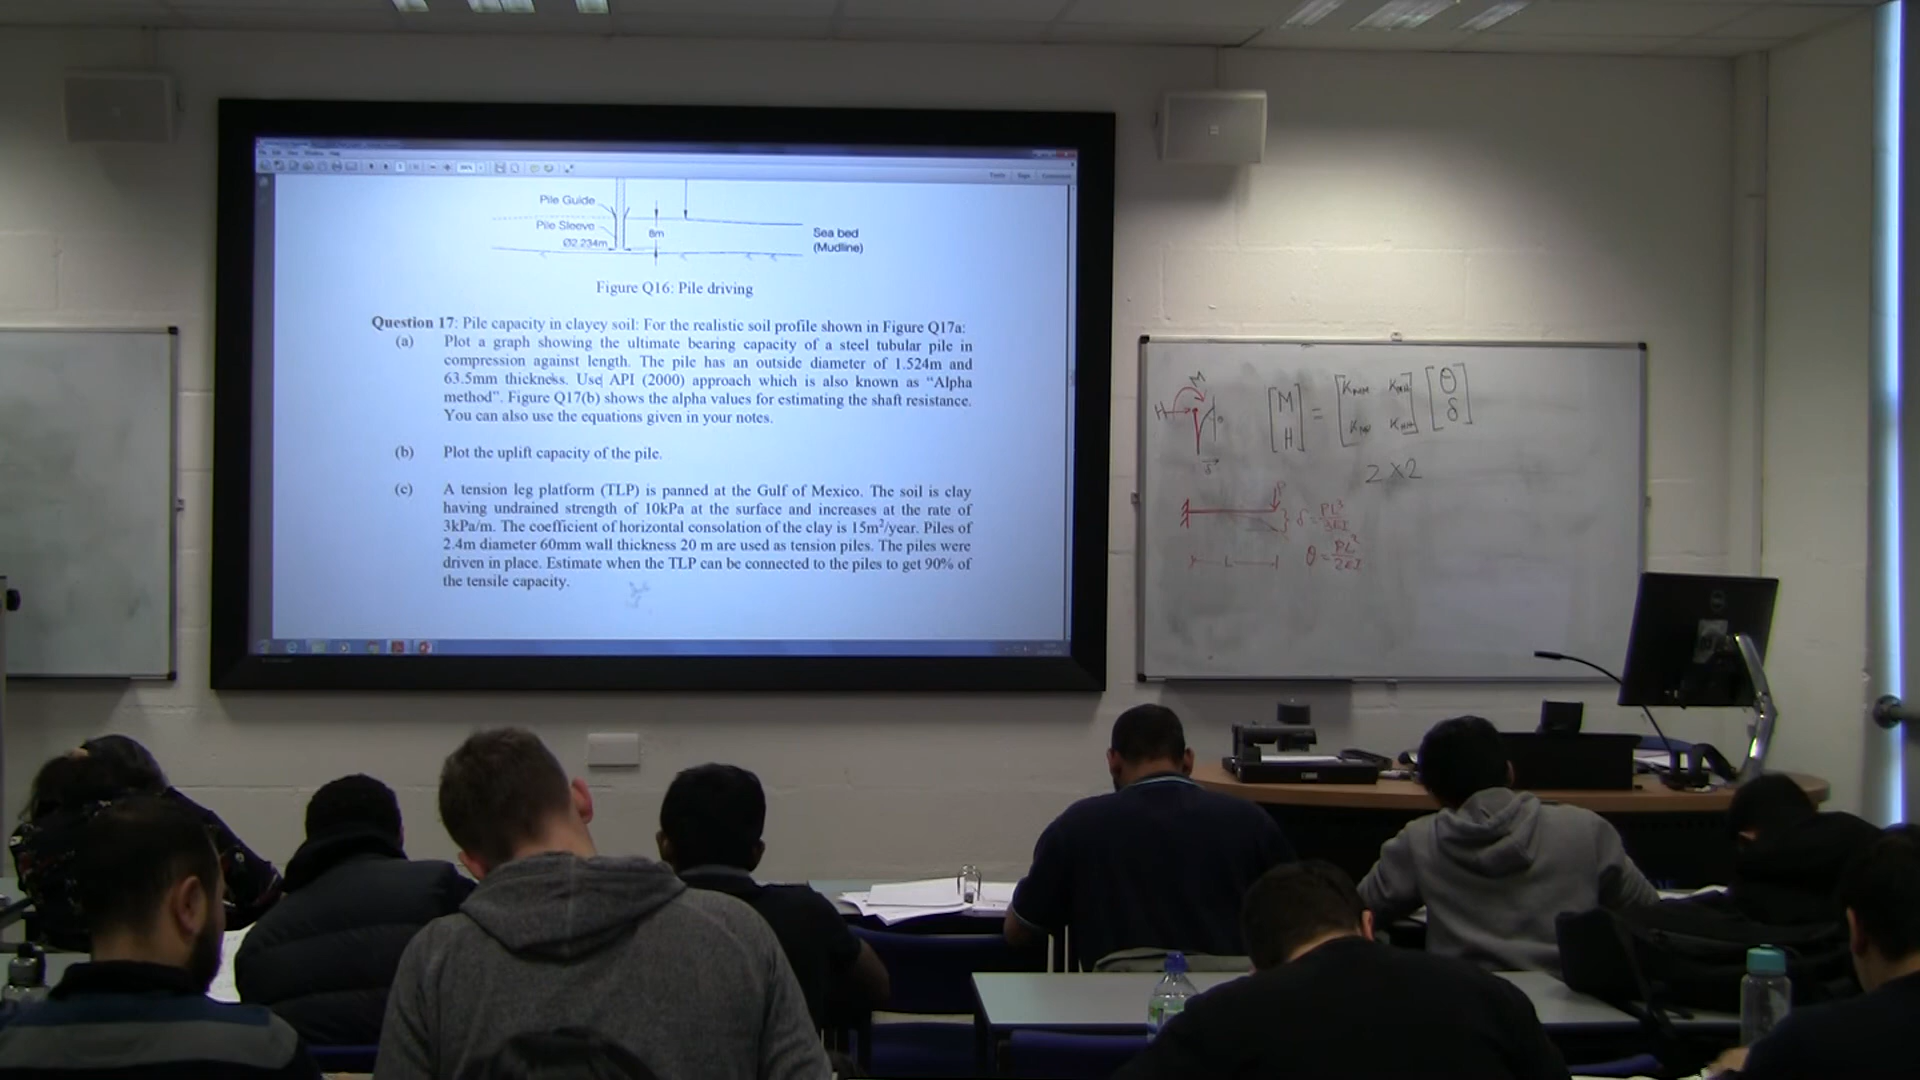 Pile Guide
Pile Sleeve
Ø2.234m
8m
Sea bed
(Mudline)
Figure Q16: Pile driving
Question 17: Pile capacity in clayey soil: For the realistic soil profile shown in Figure Q17a:
(a) Plot a graph showing the ultimate bearing capacity of a steel tubular pile in
compression against length. The pile has an outside diameter of 1.524m and
63.5mm thickness. Use API (2000) approach which is also known as “Alpha
method”. Figure Q17(b) shows the alpha values for estimating the shaft resistance.
You can also use the equations given in your notes.
(b) Plot the uplift capacity of the pile.
(c) A tension leg platform (TLP) is panned at the Gulf of Mexico. The soil is clay
having undrained strength of 10kPa at the surface and increases at the rate of
3kPa/m. The coefficient of horizontal consolation of the clay is 15m²/year. Piles of
2.4m diameter 60mm wall thickness 20 m are used as tension piles. The piles were
driven in place. Estimate when the TLP can be connected to the piles to get 90% of
the tensile capacity.
M
H
M =
θ
H
δ
2×2
P
δ = PL³/3EI
L
θ = PL²/2EI